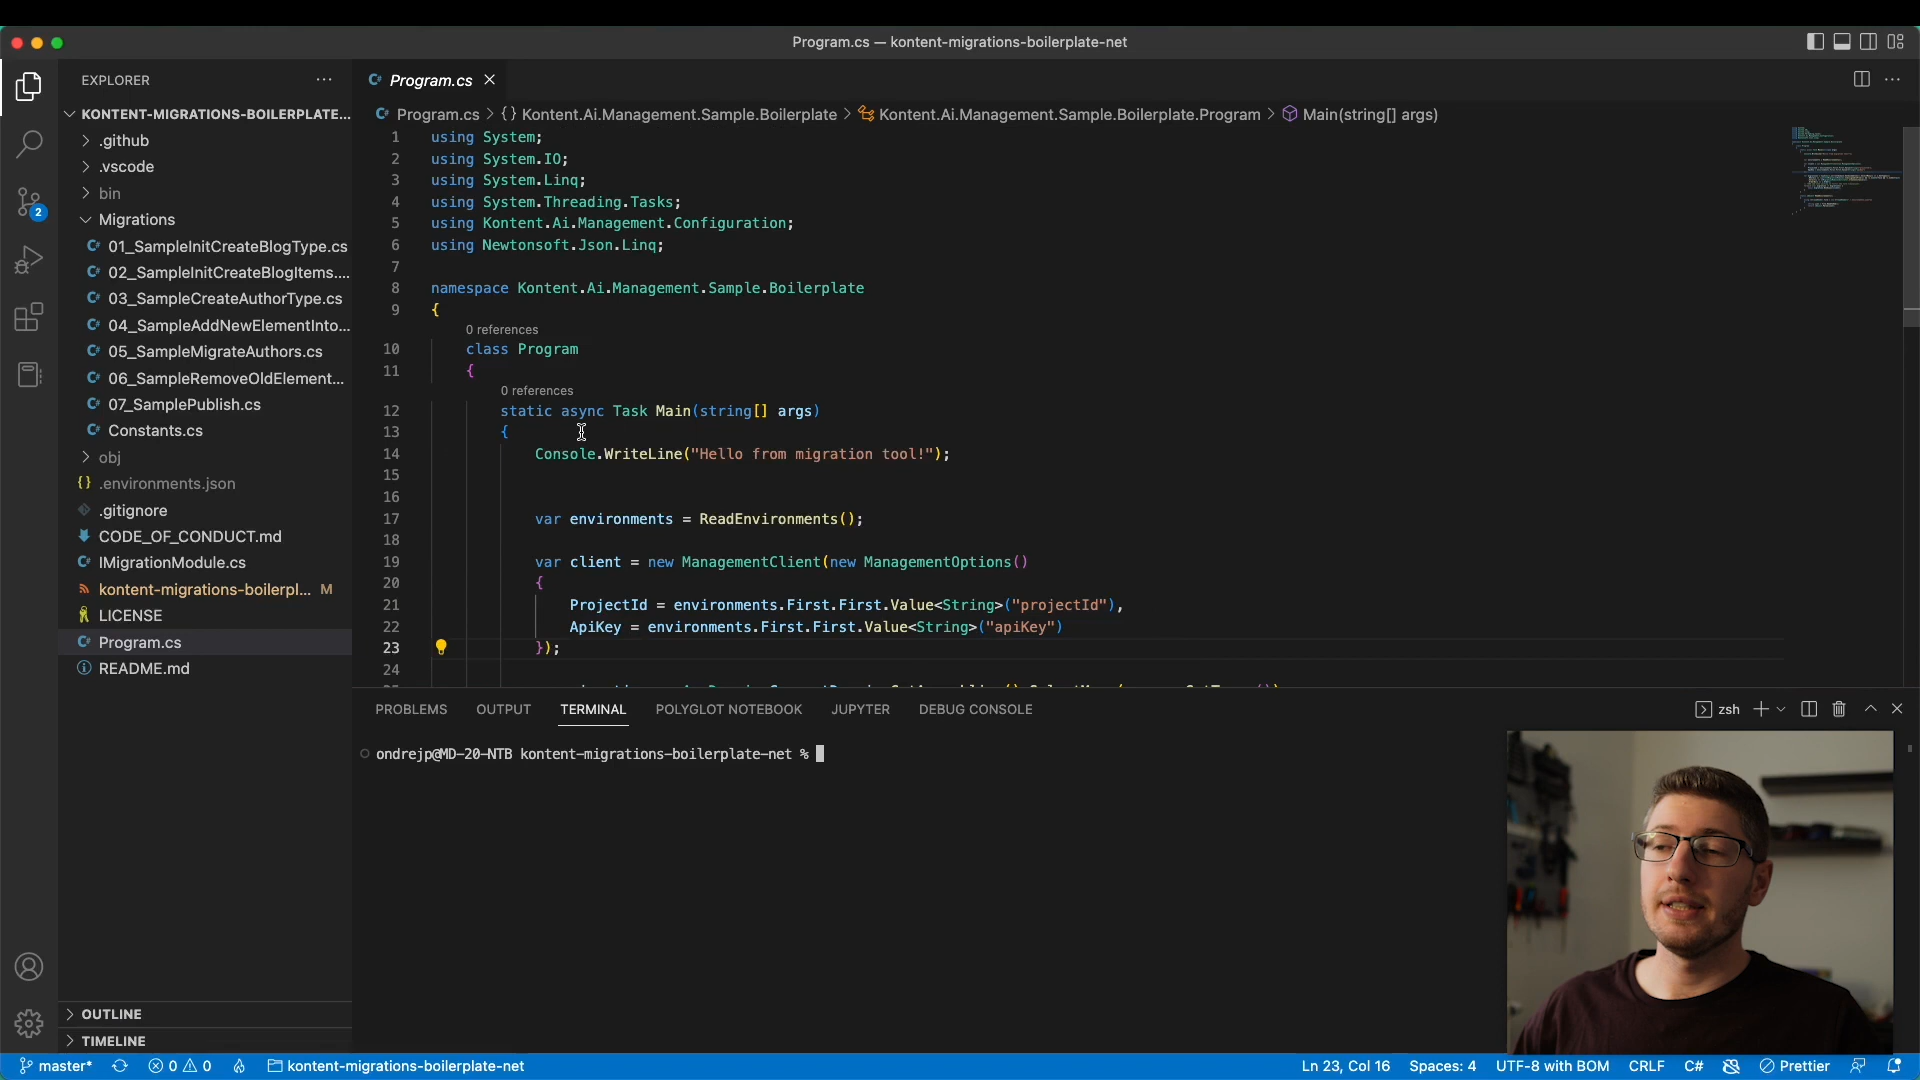 Program.cs — kontent-migrations-boilerplate-net
EXPLORER
Program.cs
KONTENT-MIGRATIONS-BOILERPLATE...
Program.cs > {} Kontent.Ai.Management.Sample.Boilerplate > Kontent.Ai.Management.Sample.Boilerplate.Program > Main(string[] args)
.github
.vscode
bin
Migrations
01_SampleInitCreateBlogType.cs
02_SampleInitCreateBlogItems....
03_SampleCreateAuthorType.cs
04_SampleAddNewElementInto...
05_SampleMigrateAuthors.cs
06_SampleRemoveOldElement...
07_SamplePublish.cs
Constants.cs
obj
{} .environments.json
.gitignore
CODE_OF_CONDUCT.md
IMigrationModule.cs
kontent-migrations-boilerpl... M
LICENSE
Program.cs
README.md
OUTLINE
TIMELINE
1 using System;
2 using System.IO;
3 using System.Linq;
4 using System.Threading.Tasks;
5 using Kontent.Ai.Management.Configuration;
6 using Newtonsoft.Json.Linq;
7
8 namespace Kontent.Ai.Management.Sample.Boilerplate
9 {
0 references
10 class Program
11 {
0 references
12 static async Task Main(string[] args)
13 {
14 Console.WriteLine("Hello from migration tool!");
15
16
17 var environments = ReadEnvironments();
18
19 var client = new ManagementClient(new ManagementOptions()
20 {
21 ProjectId = environments.First.First.Value<String>("projectId"),
22 ApiKey = environments.First.First.Value<String>("apiKey")
23 });
24
PROBLEMS OUTPUT TERMINAL POLYGLOT NOTEBOOK JUPYTER DEBUG CONSOLE
zsh
ondrejp@MD-20-NTB kontent-migrations-boilerplate-net %
2
master* 0 0 kontent-migrations-boilerplate-net
Ln 23, Col 16 Spaces: 4 UTF-8 with BOM CRLF C# Prettier